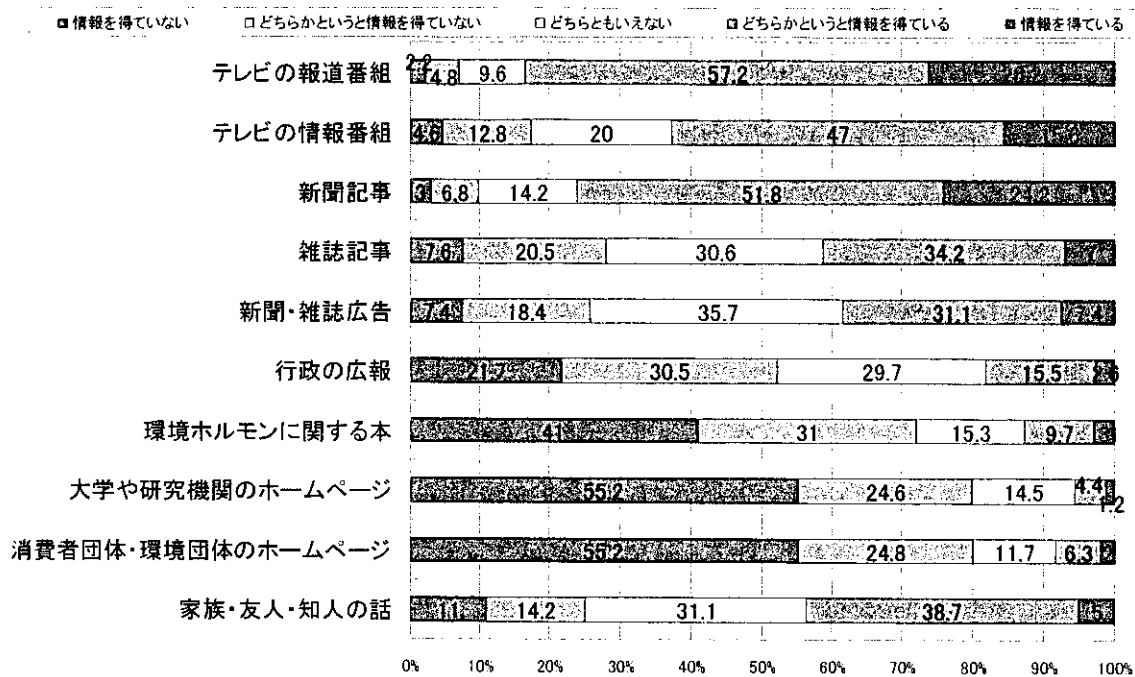 ■情報を得ていない □どちらかというと情報を得ていない □どちらともいえない □どちらかというと情報を得ている ■情報を得ている
テレビの報道番組 2.2 4.8 9.6 57.2
テレビの情報番組 4.6 12.8 20 47
新聞記事 3 6.8 14.2 51.8 24.2
雑誌記事 7.6 20.5 30.6 34.2 7
新聞・雑誌広告 7.4 18.4 35.7 31.1 7.4
行政の広報 21.7 30.5 29.7 15.5 2.6
環境ホルモンに関する本 41 31 15.3 9.7
大学や研究機関のホームページ 55.2 24.6 14.5 4.4 1.2
消費者団体・環境団体のホームページ 55.2 24.8 11.7 6.3 2
家族・友人・知人の話 11 14.2 31.1 38.7 5
0% 10% 20% 30% 40% 50% 60% 70% 80% 90% 100%